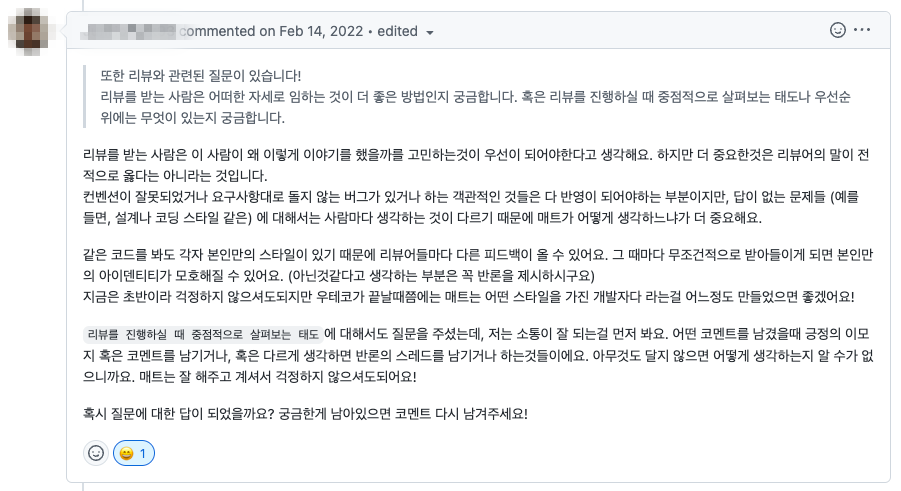 commented on Feb 14, 2022 • edited
또한 리뷰와 관련된 질문이 있습니다!
리뷰를 받는 사람은 어떠한 자세로 임하는 것이 더 좋은 방법인지 궁금합니다. 혹은 리뷰를 진행하실 때 중점적으로 살펴보는 태도나 우선순
위에는 무엇이 있는지 궁금합니다.
리뷰를 받는 사람은 이 사람이 왜 이렇게 이야기를 했을까를 고민하는것이 우선이 되어야한다고 생각해요. 하지만 더 중요한것은 리뷰어의 말이 전
적으로 옳다는 아니라는 것입니다.
컨벤션이 잘못되었거나 요구사항대로 돌지 않는 버그가 있거나 하는 객관적인 것들은 다 반영이 되어야하는 부분이지만, 답이 없는 문제들 (예를
들면, 설계나 코딩 스타일 같은) 에 대해서는 사람마다 생각하는 것이 다르기 때문에 매트가 어떻게 생각하느냐가 더 중요해요.
같은 코드를 봐도 각자 본인만의 스타일이 있기 때문에 리뷰어들마다 다른 피드백이 올 수 있어요. 그 때마다 무조건적으로 받아들이게 되면 본인만
의 아이덴티티가 모호해질 수 있어요. (아닌것같다고 생각하는 부분은 꼭 반론을 제시하시구요)
지금은 초반이라 걱정하지 않으셔도되지만 우테코가 끝날때쯤에는 매트는 어떤 스타일을 가진 개발자다 라는걸 어느정도 만들었으면 좋겠어요!
리뷰를 진행하실 때 중점적으로 살펴보는 태도 에 대해서도 질문을 주셨는데, 저는 소통이 잘 되는걸 먼저 봐요. 어떤 코멘트를 남겼을때 긍정의 이모
지 혹은 코멘트를 남기거나, 혹은 다르게 생각하면 반론의 스레드를 남기거나 하는것들이에요. 아무것도 달지 않으면 어떻게 생각하는지 알 수가 없
으니까요. 매트는 잘 해주고 계셔서 걱정하지 않으셔도되어요!
혹시 질문에 대한 답이 되었을까요? 궁금한게 남아있으면 코멘트 다시 남겨주세요!
1